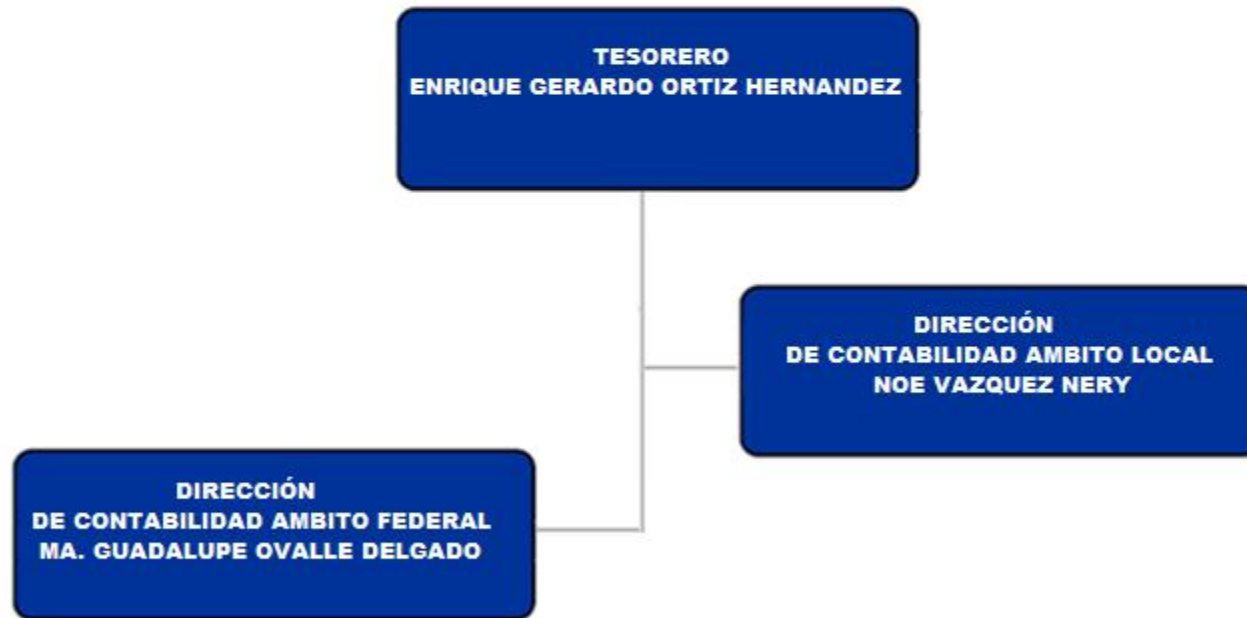 TESORERO
ENRIQUE GERARDO ORTIZ HERNANDEZ
DIRECCIÓN
DE CONTABILIDAD AMBITO LOCAL
NOE VAZQUEZ NERY
DIRECCIÓN
DE CONTABILIDAD AMBITO FEDERAL
MA. GUADALUPE OVALLE DELGADO